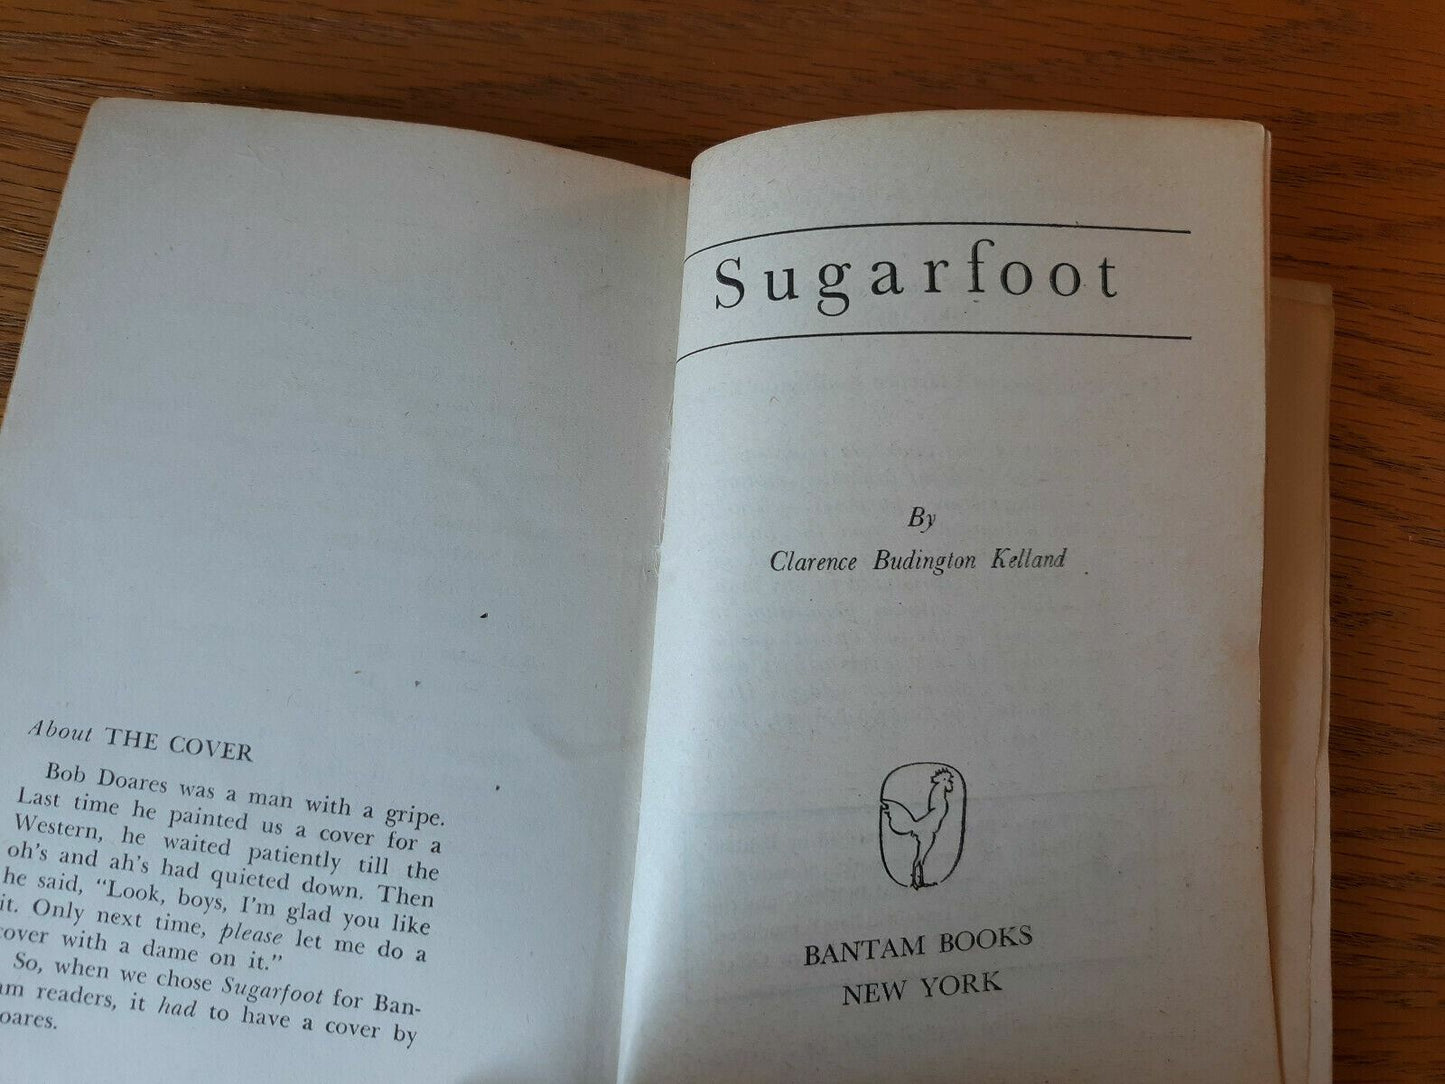 About THE COVER
Bob Doares was a man with a gripe.
Last time he painted us a cover for a
Western, he waited patiently till the
oh's and ah's had quieted down. Then
he said, "Look, boys, I'm glad you like
it. Only next time, please let me do a
cover with a dame on it."
So, when we chose Sugarfoot for Ban-
am readers, it had to have a cover by
oares.
Sugarfoot
By
Clarence Budington Kelland
BANTAM BOOKS
NEW YORK